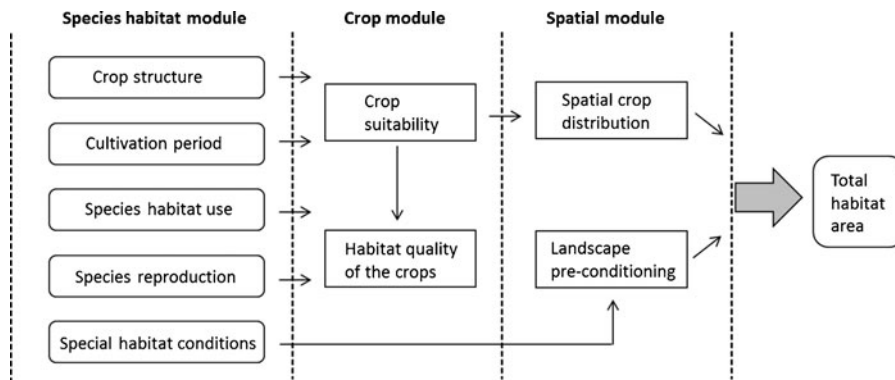 Species habitat module
Crop module
Spatial module
Crop structure
Cultivation period
Species habitat use
Species reproduction
Special habitat conditions
Crop
suitability
Habitat quality
of the crops
Spatial crop
distribution
Landscape
pre-conditioning
Total
habitat
area